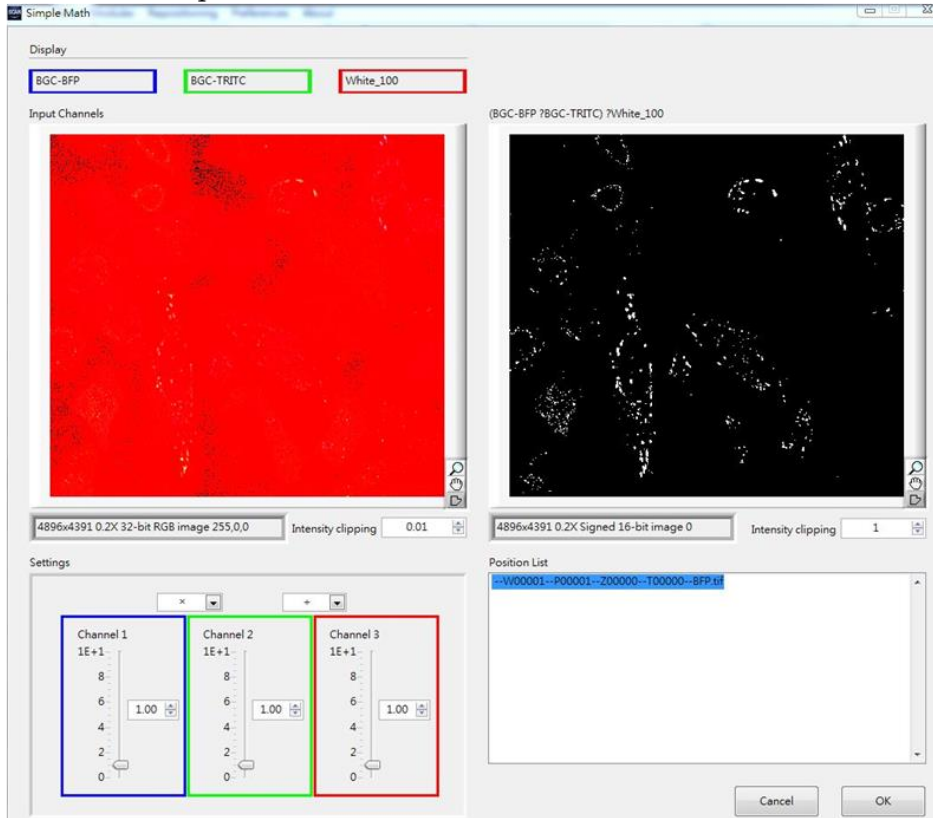 Simple Math
Display
BGC-BFP
BGC-TRITC
White_100
Input Channels
(BGC-BFP ?BGC-TRITC) ?White_100
4896x4391 0.2X 32-bit RGB image 255,0,0
Intensity clipping
0.01
4896x4391 0.2X Signed 16-bit image 0
Intensity clipping
1
Settings
Position List
--W00001--P00001--Z00000--T00000--BFP.tif
×
+
Channel 1
1E+1
8
6
4
2
0
1.00
Channel 2
1E+1
8
6
4
2
0
1.00
Channel 3
1E+1
8
6
4
2
0
1.00
Cancel
OK